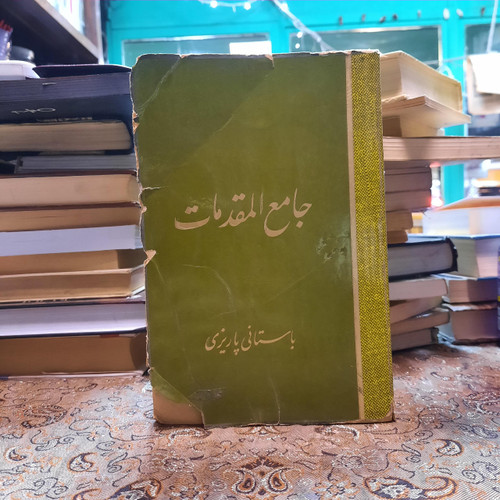 جامع المقدمات
باستانی پاریزی